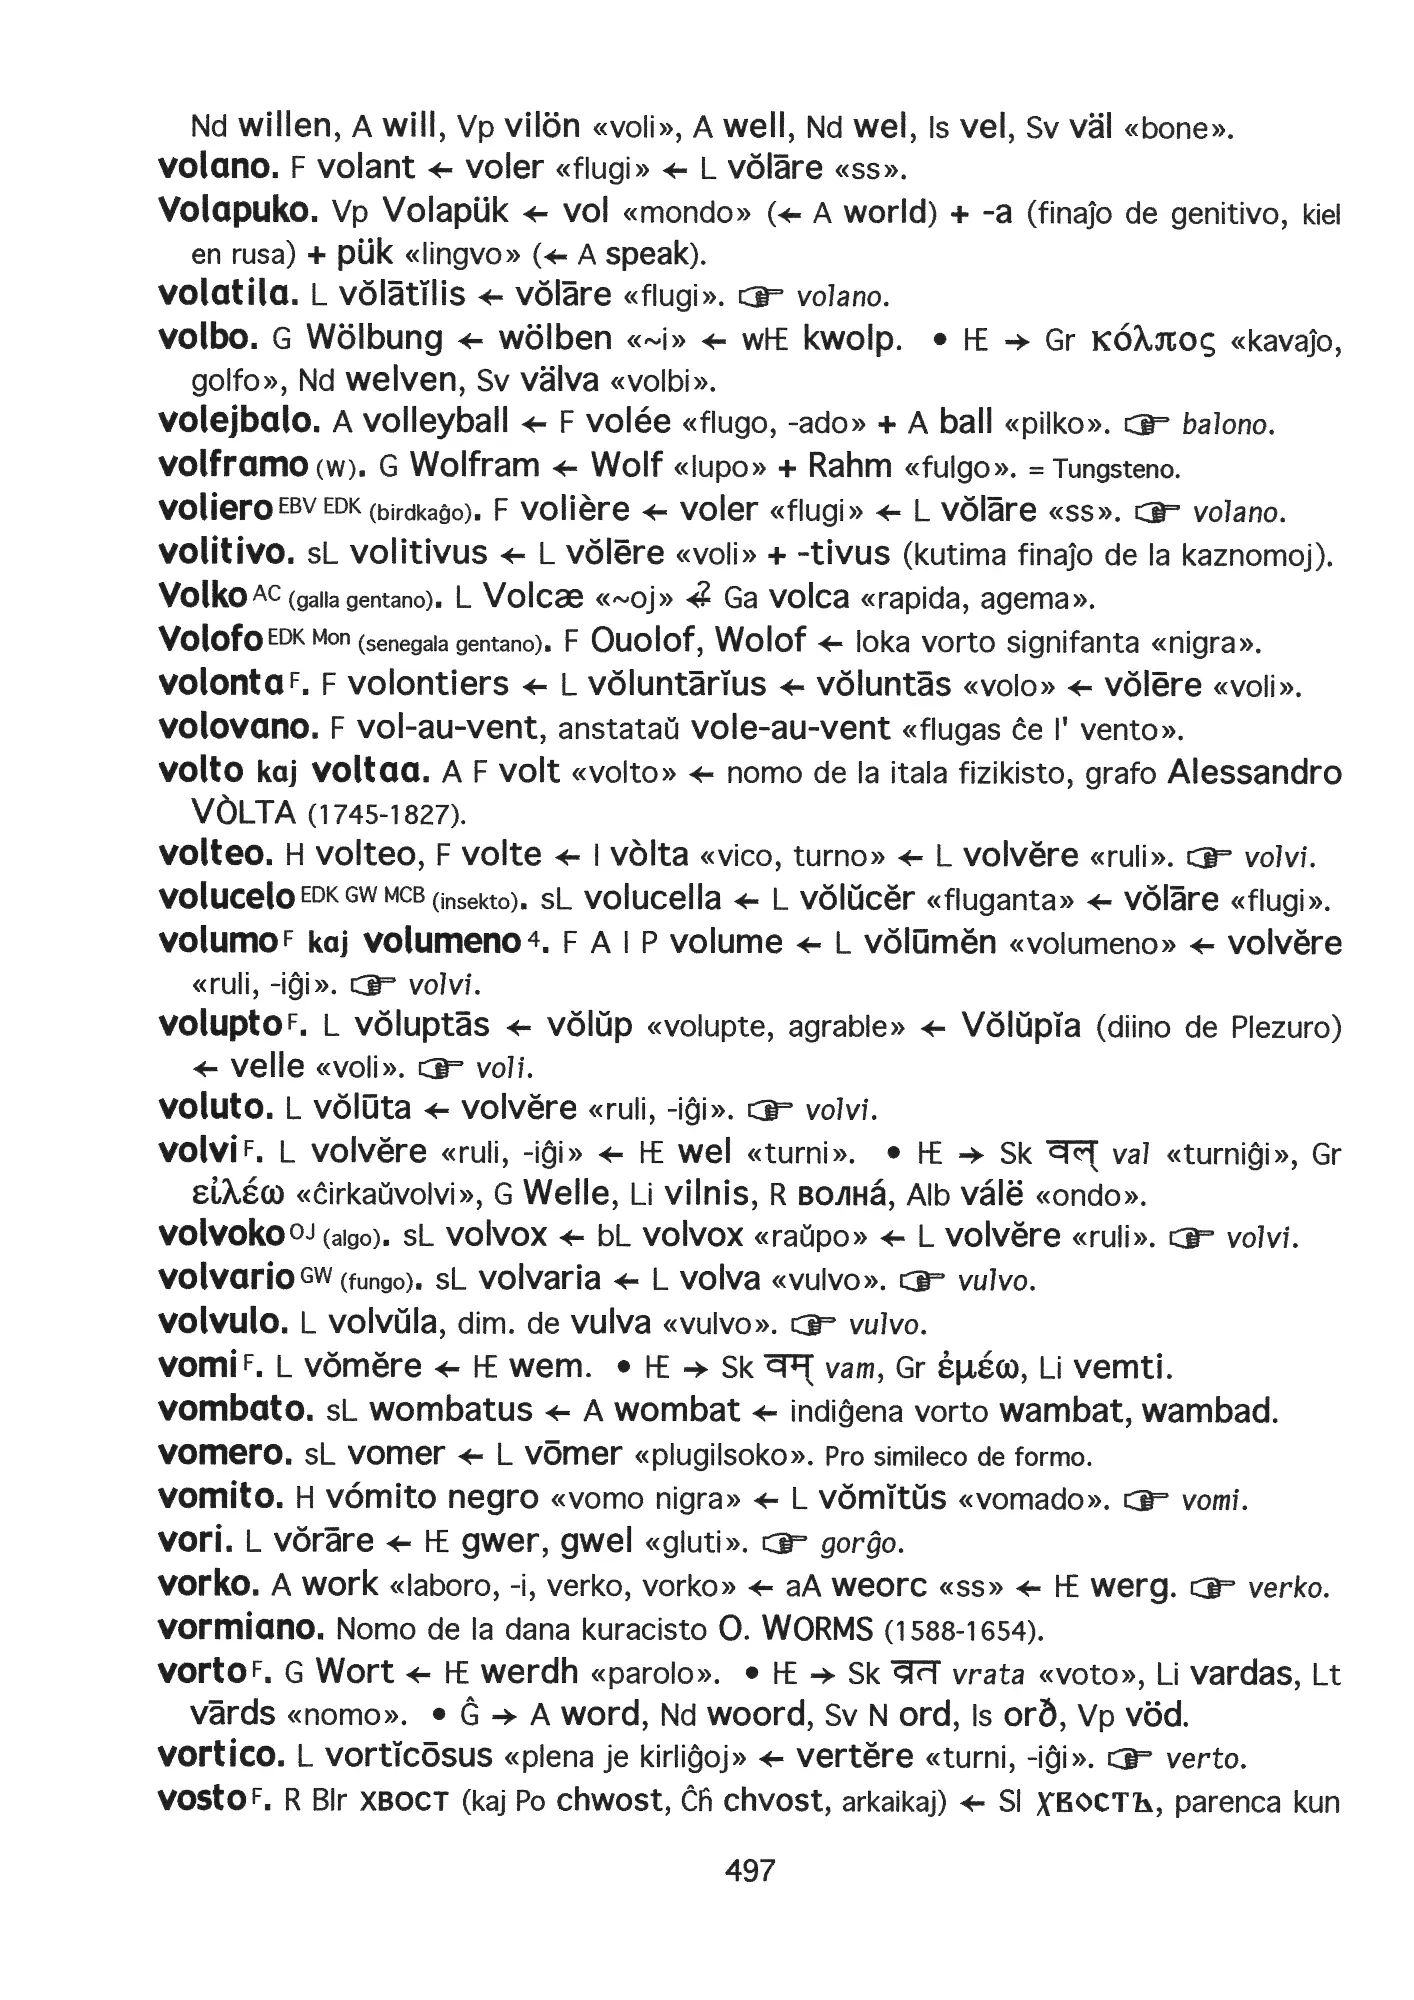 Nd willen, A will, Vp vilön «voli», A well, Nd wel, Is vel, Sv väl «bone».
volano. F volant ← voler «flugi» ← L vŏlāre «ss».
Volapuko. Vp Volapük ← vol «mondo» (← A world) + -a (finaĵo de genitivo, kiel
en rusa) + pük «lingvo» (← A speak).
volatila. L vŏlātĭlis ← vŏlāre «flugi». ☞ volano.
volbo. G Wölbung ← wölben «~i» ← wIE kwolp. • IE → Gr κόλπος «kavaĵo,
golfo», Nd welven, Sv välva «volbi».
volejbalo. A volleyball ← F volée «flugo, -ado» + A ball «pilko». ☞ balono.
volframo (W). G Wolfram ← Wolf «lupo» + Rahm «fulgo». = Tungsteno.
voliero EBV EDK (birdkaĝo). F volière ← voler «flugi» ← L vŏlāre «ss». ☞ volano.
volitivo. sL volitivus ← L vŏlēre «voli» + -tivus (kutima finaĵo de la kaznomoj).
Volko AC (galla gentano). L Volcæ «~oj» ←? Ga volca «rapida, agema».
Volofo EDK Mon (senegala gentano). F Ouolof, Wolof ← loka vorto signifanta «nigra».
volonta F. F volontiers ← L vŏluntārĭus ← vŏluntās «volo» ← vŏlēre «voli».
volovano. F vol-au-vent, anstataŭ vole-au-vent «flugas ĉe l' vento».
volto kaj voltaa. A F volt «volto» ← nomo de la itala fizikisto, grafo Alessandro
VÒLTA (1745-1827).
volteo. H volteo, F volte ← I vòlta «vico, turno» ← L volvĕre «ruli». ☞ volvi.
volucelo EDK GW MCB (insekto). sL volucella ← L vŏlŭcĕr «fluganta» ← vŏlāre «flugi».
volumo F kaj volumeno 4. F A I P volume ← L vŏlūmĕn «volumeno» ← volvĕre
«ruli, -iĝi». ☞ volvi.
volupto F. L vŏluptās ← vŏlŭp «volupte, agrable» ← Vŏlŭpĭa (diino de Plezuro)
← velle «voli». ☞ voli.
voluto. L vŏlūta ← volvĕre «ruli, -iĝi». ☞ volvi.
volvi F. L volvĕre «ruli, -iĝi» ← IE wel «turni». • IE → Sk वल् val «turniĝi», Gr
εἰλέω «ĉirkaŭvolvi», G Welle, Li vilnis, R волна́, Alb válë «ondo».
volvoko OJ (algo). sL volvox ← bL volvox «raŭpo» ← L volvĕre «ruli». ☞ volvi.
volvario GW (fungo). sL volvaria ← L volva «vulvo». ☞ vulvo.
volvulo. L volvŭla, dim. de vulva «vulvo». ☞ vulvo.
vomi F. L vŏmĕre ← IE wem. • IE → Sk वम् vam, Gr ἐμέω, Li vemti.
vombato. sL wombatus ← A wombat ← indiĝena vorto wambat, wambad.
vomero. sL vomer ← L vōmer «plugilsoko». Pro simileco de formo.
vomito. H vómito negro «vomo nigra» ← L vŏmĭtŭs «vomado». ☞ vomi.
vori. L vŏrāre ← IE gwer, gwel «gluti». ☞ gorĝo.
vorko. A work «laboro, -i, verko, vorko» ← aA weorc «ss» ← IE werg. ☞ verko.
vormiano. Nomo de la dana kuracisto O. WORMS (1588-1654).
vorto F. G Wort ← IE werdh «parolo». • IE → Sk व्रत vrata «voto», Li vardas, Lt
vārds «nomo». • Ĝ → A word, Nd woord, Sv N ord, Is orð, Vp vöd.
vortico. L vortĭcōsus «plena je kirliĝoj» ← vertĕre «turni, -iĝi». ☞ verto.
vosto F. R Blr хвост (kaj Po chwost, Ĉĥ chvost, arkaikaj) ← Sl хвостъ, parenca kun
497